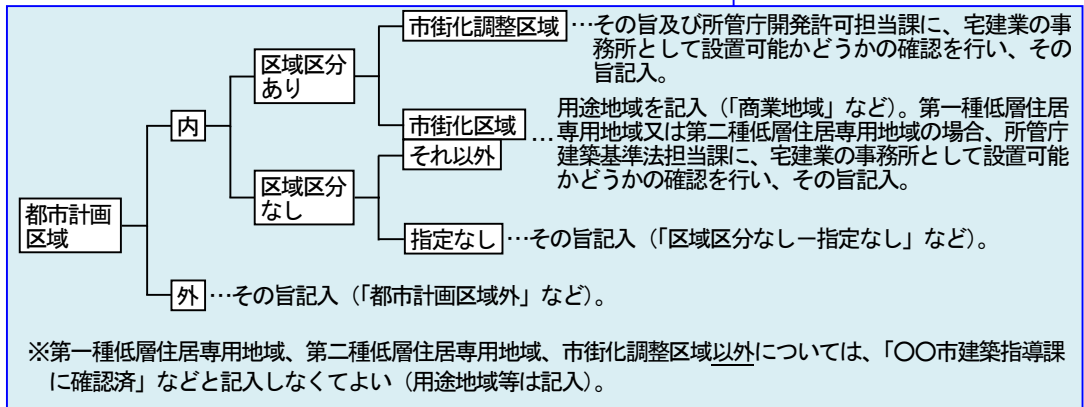 市街化調整区域
…その旨及び所管庁開発許可担当課に、宅建業の事
務所として設置可能かどうかの確認を行い、その
旨記入。
区域区分
あり
用途地域を記入（「商業地域」など）。第一種低層住居
内
市街化区域
…専用地域又は第二種低層住居専用地域の場合、所管庁
それ以外
建築基準法担当課に、宅建業の事務所として設置可能
かどうかの確認を行い、その旨記入。
区域区分
なし
都市計画
区域
指定なし
…その旨記入（「区域区分なし－指定なし」など）。
外
…その旨記入（「都市計画区域外」など）。
※第一種低層住居専用地域、第二種低層住居専用地域、市街化調整区域以外については、「〇〇市建築指導課
に確認済」などと記入しなくてよい（用途地域等は記入）。